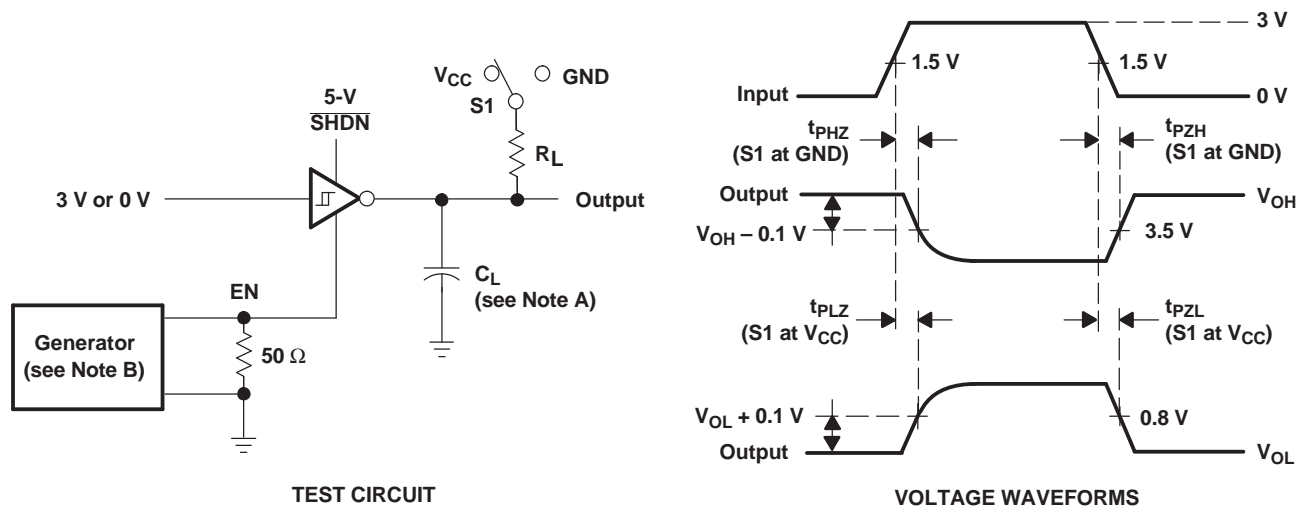 VCC
GND
S1
5-V
SHDN
RL
3 V or 0 V
Output
CL
(see Note A)
EN
Generator
(see Note B)
50 Ω
TEST CIRCUIT
3 V
1.5 V
1.5 V
Input
0 V
tPHZ
(S1 at GND)
tPZH
(S1 at GND)
Output
VOH
VOH – 0.1 V
3.5 V
tPLZ
(S1 at VCC)
tPZL
(S1 at VCC)
VOL + 0.1 V
0.8 V
Output
VOL
VOLTAGE WAVEFORMS